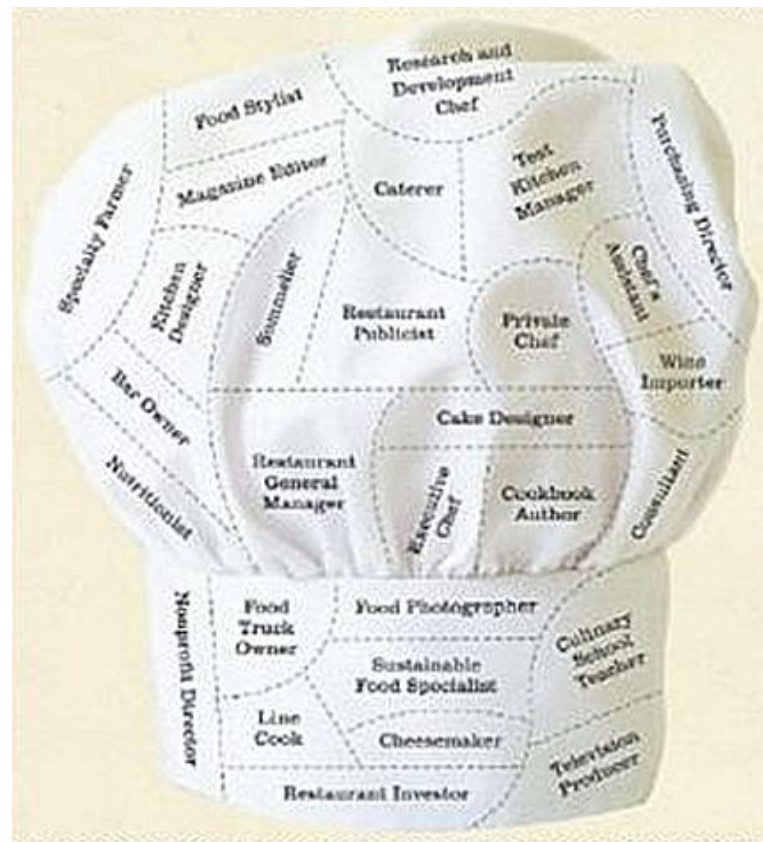 Research and
Development
Chef
Food Stylist
Magazine Editor
Caterer
Test
Kitchen
Manager
Purchasing Director
Specialty Farmer
Kitchen
Designer
Sommelier
Restaurant
Publicist
Private
Chef
Chef's
Assistant
Wine
Importer
Bar Owner
Nutritionist
Restaurant
General
Manager
Cake Designer
Executive
Chef
Cookbook
Author
Consultant
Nonprofit Director
Food
Truck
Owner
Food Photographer
Culinary
School
Teacher
Sustainable
Food Specialist
Line
Cook
Cheesemaker
Television
Producer
Restaurant Investor